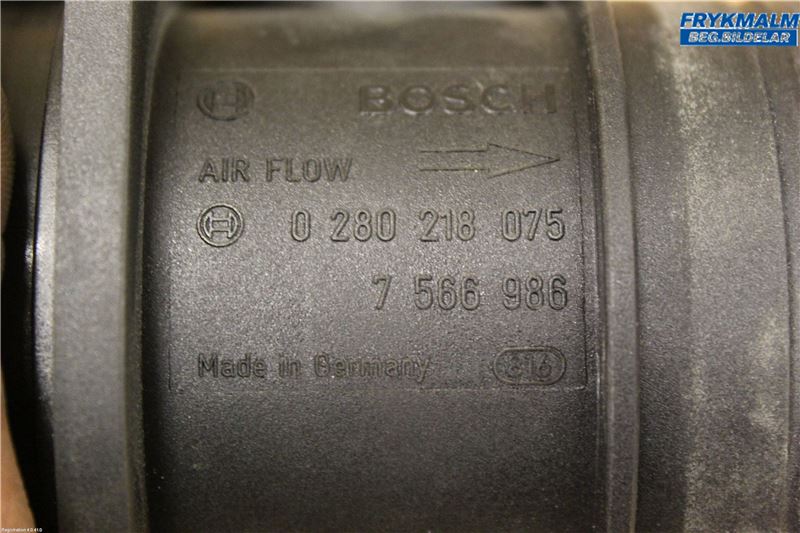 FRYKMALM
BEG.BILDELAR
BOSCH
AIR FLOW
0 280 218 075
7 566 986
Made in Germany 816